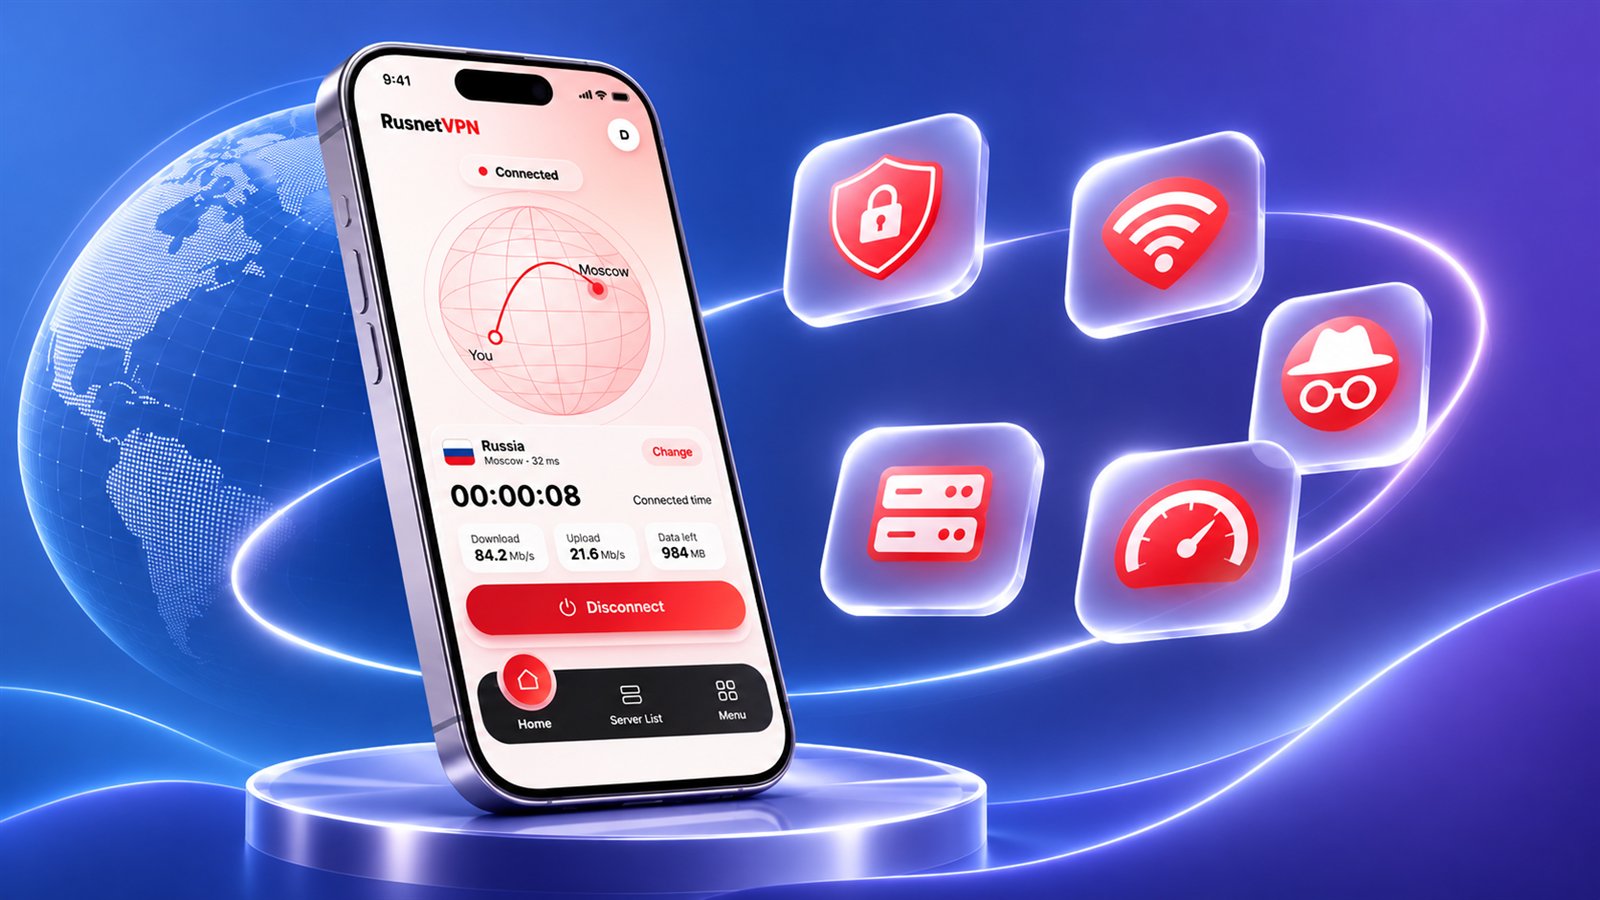 9:41
RusnetVPN
D
Connected
Moscow
You
Russia
Moscow - 32 ms
Change
00:00:08
Connected time
Download
84.2 Mb/s
Upload
21.6 Mb/s
Data left
984 MB
Disconnect
Home
Server List
Menu